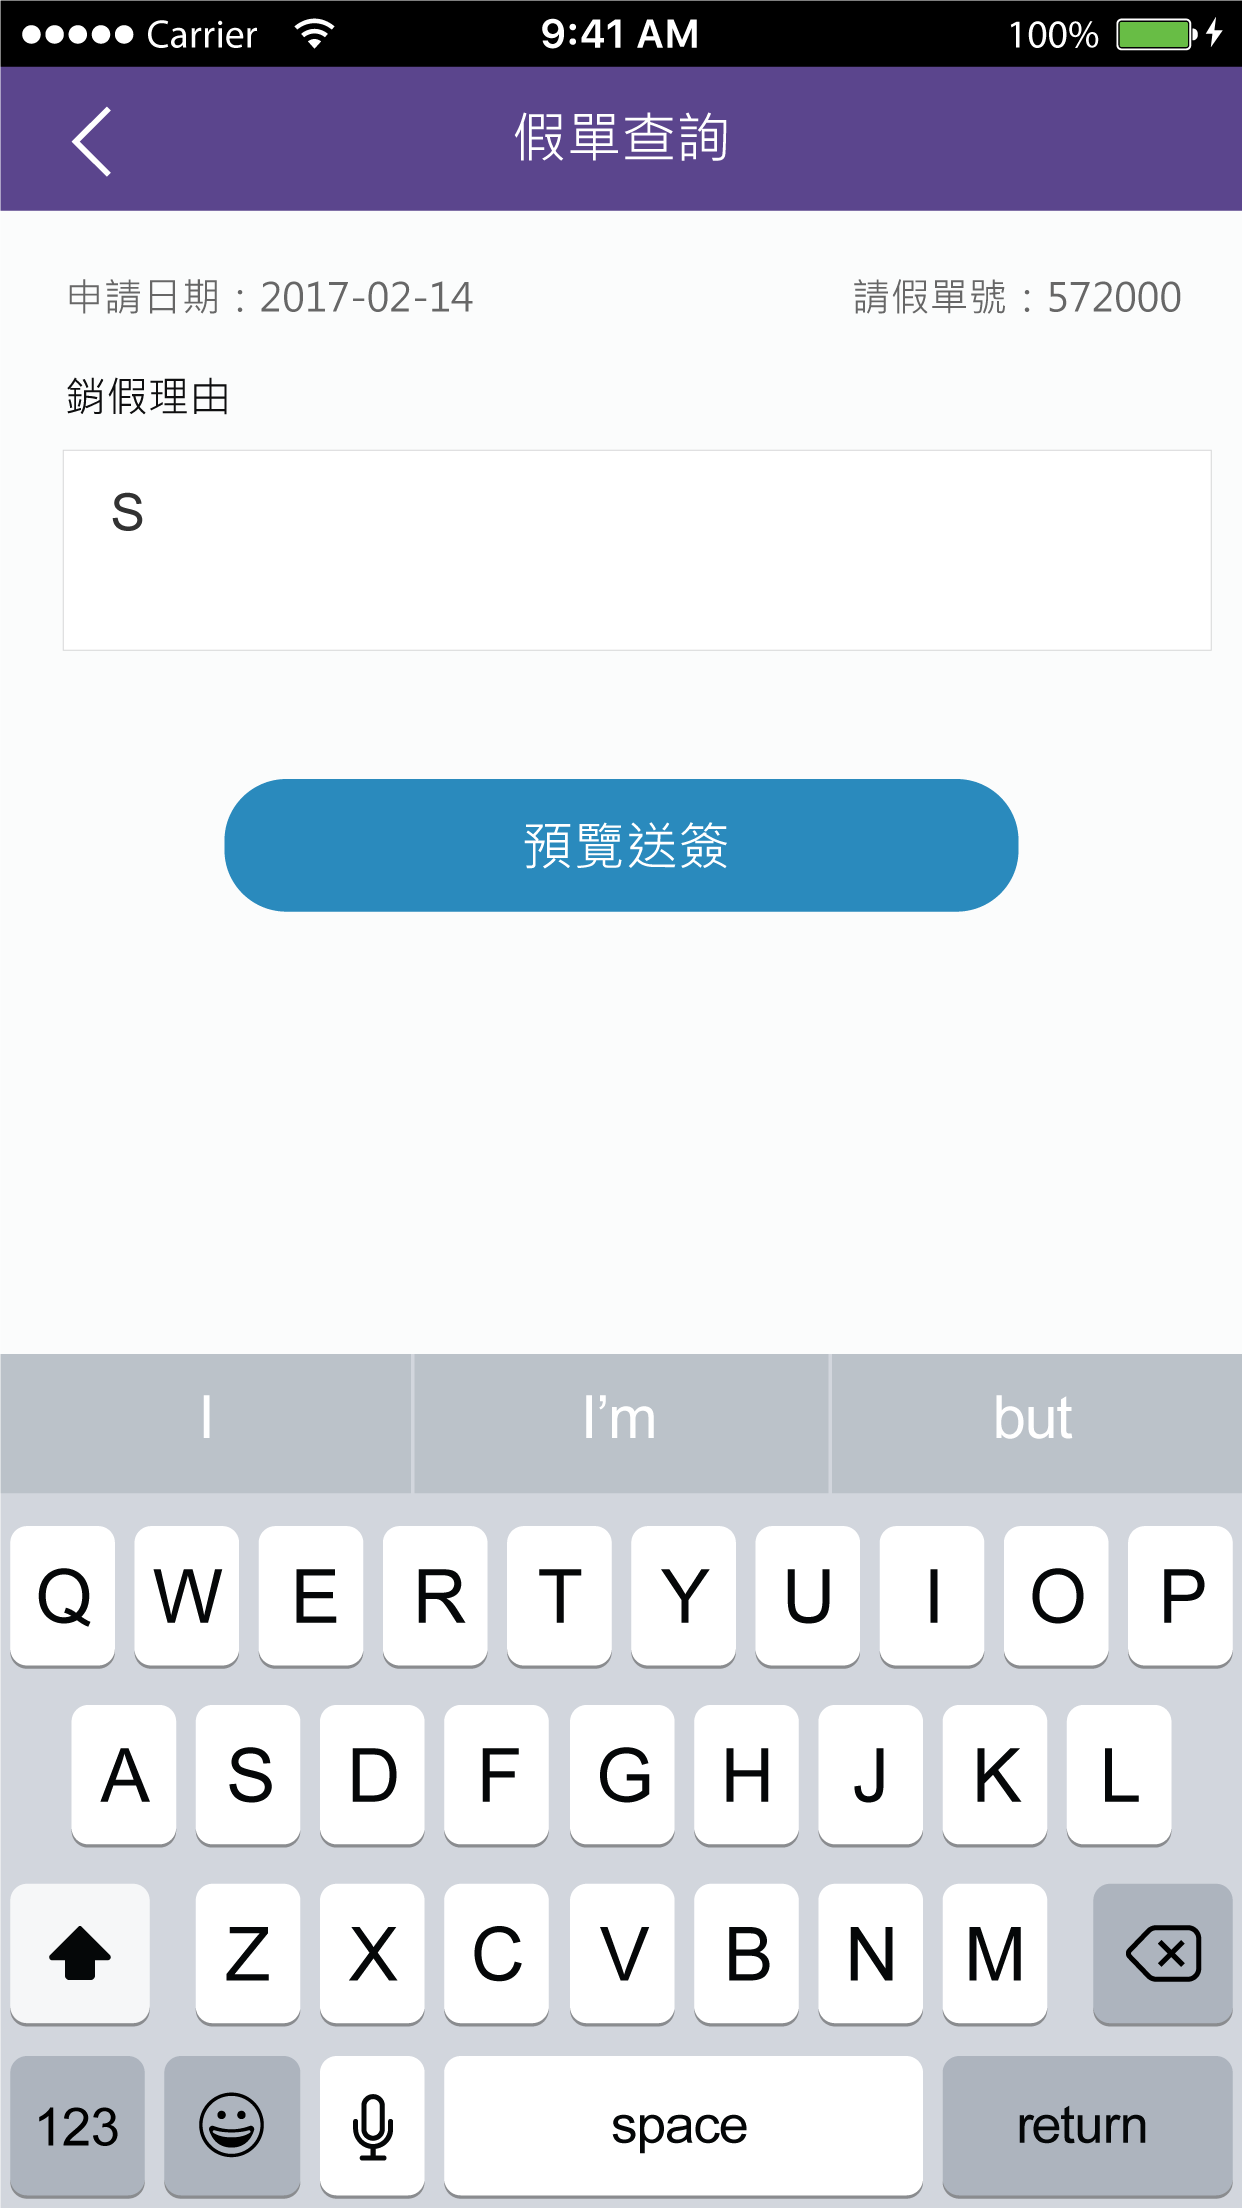 Carrier 9:41 AM 100%
假單查詢
申請日期：2017-02-14 請假單號：572000
銷假理由
S
預覽送簽
I I’m but
Q W E R T Y U I O P
A S D F G H J K L
Z X C V B N M
123 space return